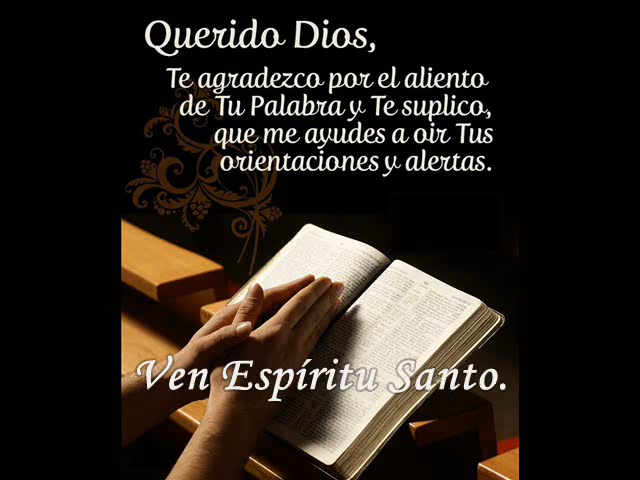 Querido Dios,
Te agradezco por el aliento
de Tu Palabra y Te suplico,
que me ayudes a oir Tus
orientaciones y alertas.
Ven Espíritu Santo.